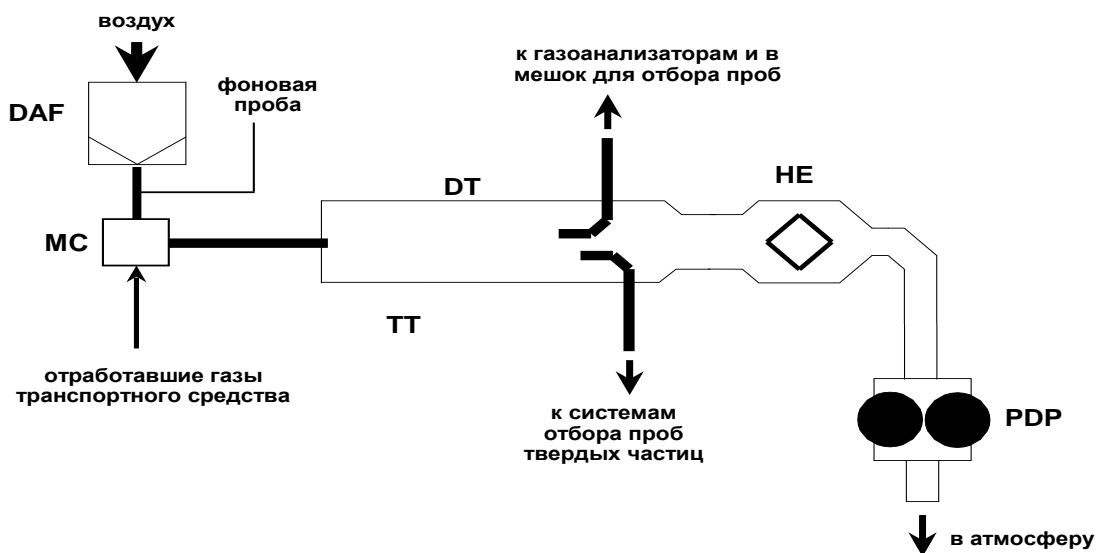 воздух
DAF
фоновая
проба
MC
отработавшие газы
транспортного средства
DT
TT
к газоанализаторам и в
мешок для отбора проб
к системам
отбора проб
твердых частиц
HE
PDP
в атмосферу